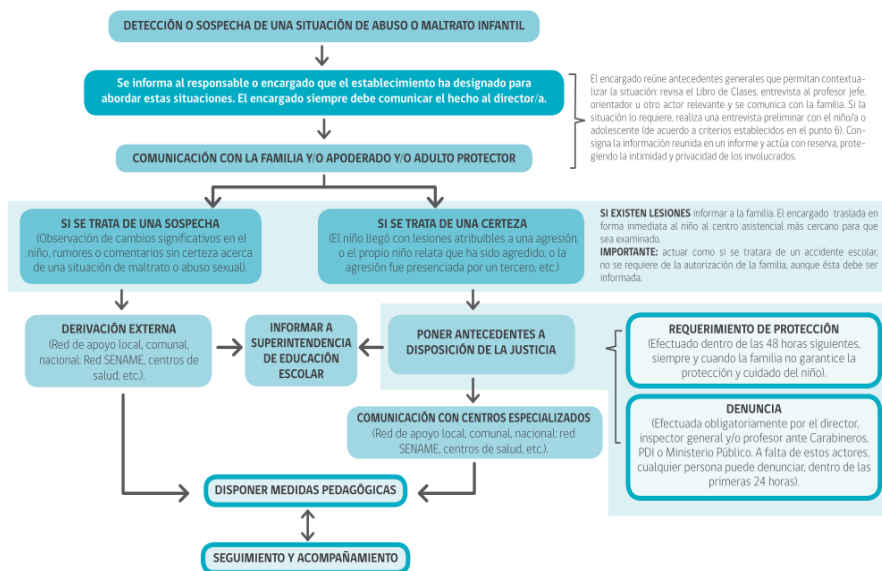 DETECCIÓN O SOSPECHA DE UNA SITUACIÓN DE ABUSO O MALTRATO INFANTIL
Se informa al responsable o encargado que el establecimiento ha designado para
abordar estas situaciones. El encargado siempre debe comunicar el hecho al director/a.
El encargado reúne antecedentes generales que permitan contextua-
lizar la situación: revisa el Libro de Clases, entrevista al profesor jefe,
orientador u otro actor relevante y se comunica con la familia. Si la
situación lo requiere, realiza una entrevista preliminar con el niño/a o
adolescente (de acuerdo a criterios establecidos en el punto 6). Con-
signa la información reunida en un informe y actúa con reserva, prote-
giendo la intimidad y privacidad de los involucrados.
COMUNICACIÓN CON LA FAMILIA Y/O APODERADO Y/O ADULTO PROTECTOR
SI SE TRATA DE UNA SOSPECHA
(Observación de cambios significativos en el
niño, rumores o comentarios sin certeza acerca
de una situación de maltrato o abuso sexual).
SI SE TRATA DE UNA CERTEZA
(El niño llegó con lesiones atribuibles a una agresión,
o el propio niño relata que ha sido agredido, o la
agresión fue presenciada por un tercero, etc.)
SI EXISTEN LESIONES informar a la familia. El encargado traslada en
forma inmediata al niño al centro asistencial más cercano para que
sea examinado.
IMPORTANTE: actuar como si se tratara de un accidente escolar,
no se requiere de la autorización de la familia, aunque ésta debe ser
informada.
DERIVACIÓN EXTERNA
(Red de apoyo local, comunal,
nacional: Red SENAME, centros de
salud, etc.).
INFORMAR A
SUPERINTENDENCIA
DE EDUCACIÓN
ESCOLAR
PONER ANTECEDENTES A
DISPOSICIÓN DE LA JUSTICIA
REQUERIMIENTO DE PROTECCIÓN
(Efectuado dentro de las 48 horas siguientes,
siempre y cuando la familia no garantice la
protección y cuidado del niño).
DENUNCIA
(Efectuada obligatoriamente por el director,
inspector general y/o profesor ante Carabineros,
PDI o Ministerio Público. A falta de estos actores,
cualquier persona puede denunciar, dentro de las
primeras 24 horas).
COMUNICACIÓN CON CENTROS ESPECIALIZADOS
(Red de apoyo local, comunal, nacional: red
SENAME, centros de salud, etc.).
DISPONER MEDIDAS PEDAGÓGICAS
SEGUIMIENTO Y ACOMPAÑAMIENTO